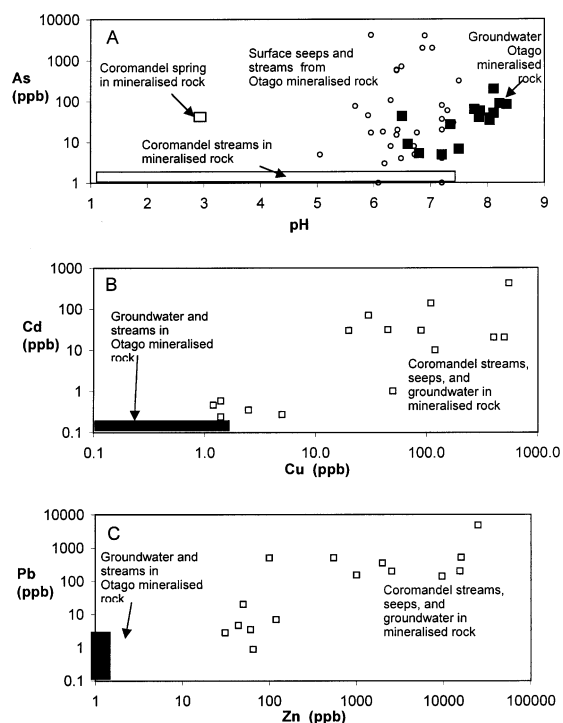 A
10000
1000
100
10
1
As
(ppb)
Coromandel spring
in mineralised rock
Surface seeps and
streams from
Otago mineralised rock
Groundwater
Otago
mineralised
rock
Coromandel streams in
mineralised rock
1 2 3 4 5 6 7 8 9
pH
B
1000
100
10
1
0.1
Cd
(ppb)
Groundwater and
streams in
Otago mineralised
rock
Coromandel streams,
seeps, and
groundwater in
mineralised rock
0.1 1.0 10.0 100.0 1000.0
Cu (ppb)
C
10000
1000
100
10
1
0.1
Pb
(ppb)
Groundwater and
streams in
Otago mineralised
rock
Coromandel streams,
seeps, and
groundwater in
mineralised rock
1 10 100 1000 10000 100000
Zn (ppb)